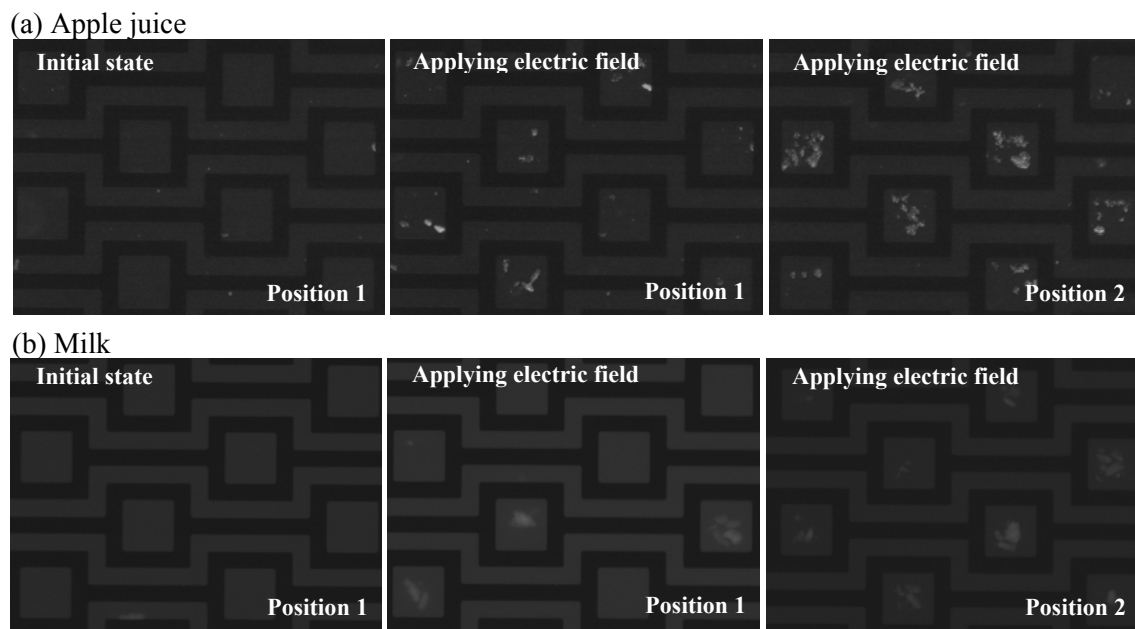 (a) Apple juice
Initial state
Applying electric field
Applying electric field
Position 1
Position 1
Position 2
(b) Milk
Initial state
Applying electric field
Applying electric field
Position 1
Position 1
Position 2